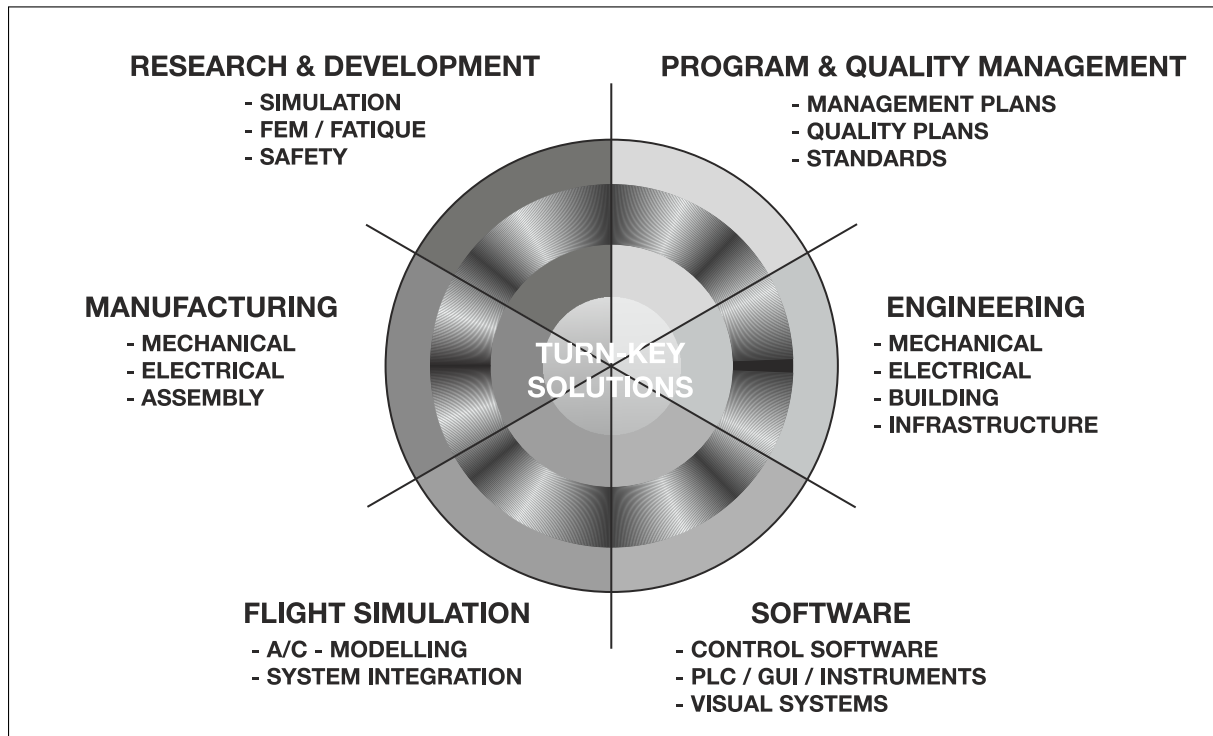 RESEARCH & DEVELOPMENT
- SIMULATION
- FEM / FATIQUE
- SAFETY
PROGRAM & QUALITY MANAGEMENT
- MANAGEMENT PLANS
- QUALITY PLANS
- STANDARDS
MANUFACTURING
- MECHANICAL
- ELECTRICAL
- ASSEMBLY
TURN-KEY
SOLUTIONS
ENGINEERING
- MECHANICAL
- ELECTRICAL
- BUILDING
- INFRASTRUCTURE
FLIGHT SIMULATION
- A/C - MODELLING
- SYSTEM INTEGRATION
SOFTWARE
- CONTROL SOFTWARE
- PLC / GUI / INSTRUMENTS
- VISUAL SYSTEMS